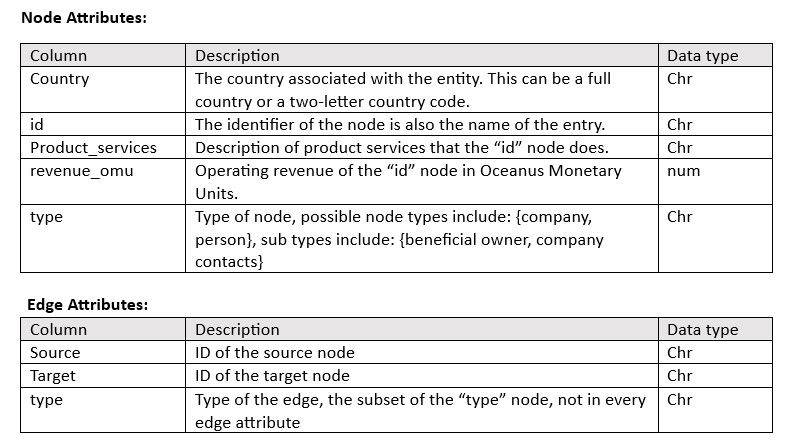 Node Attributes:
Column Description Data type
Country The country associated with the entity. This can be a full Chr
country or a two-letter country code.
id The identifier of the node is also the name of the entry. Chr
Product_services Description of product services that the “id” node does. Chr
revenue_omu Operating revenue of the “id” node in Oceanus Monetary num
Units.
type Type of node, possible node types include: {company, Chr
person}, sub types include: {beneficial owner, company
contacts}
Edge Attributes:
Column Description Data type
Source ID of the source node Chr
Target ID of the target node Chr
type Type of the edge, the subset of the “type” node, not in every Chr
edge attribute